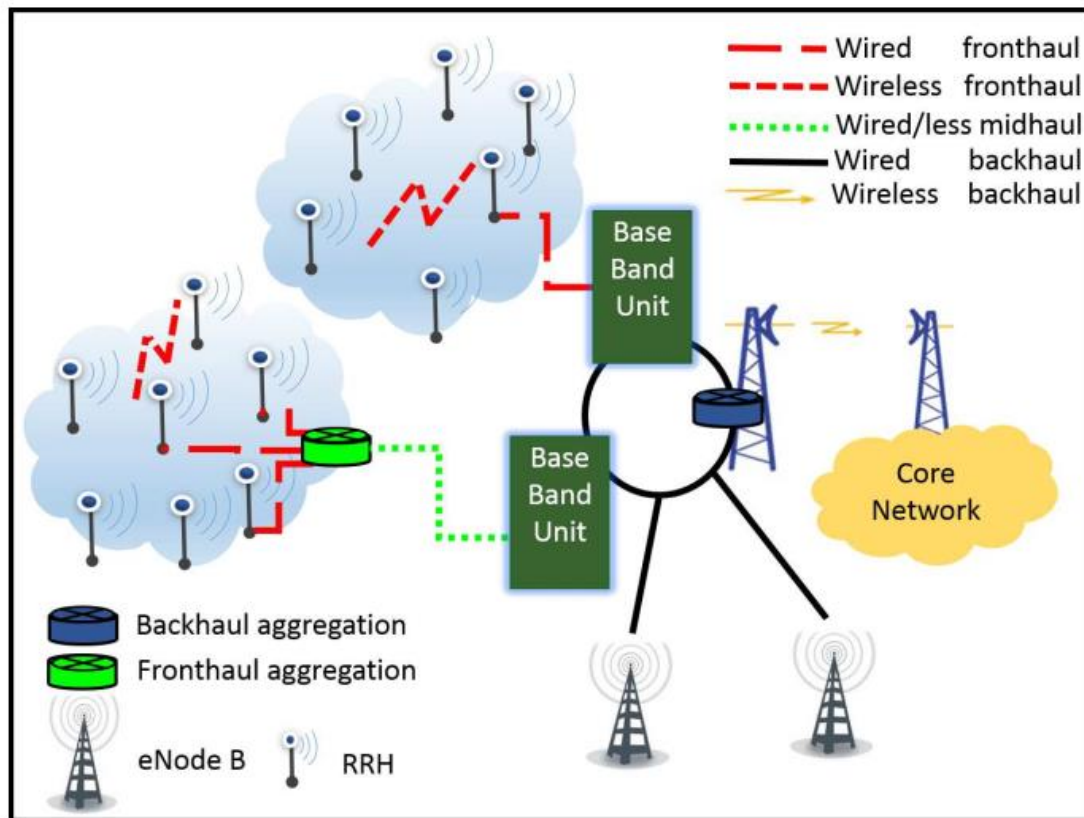 Wired fronthaul
Wireless fronthaul
Wired/less midhaul
Wired backhaul
Wireless backhaul
Base
Band
Unit
Base
Band
Unit
Core
Network
Backhaul aggregation
Fronthaul aggregation
eNode B
RRH